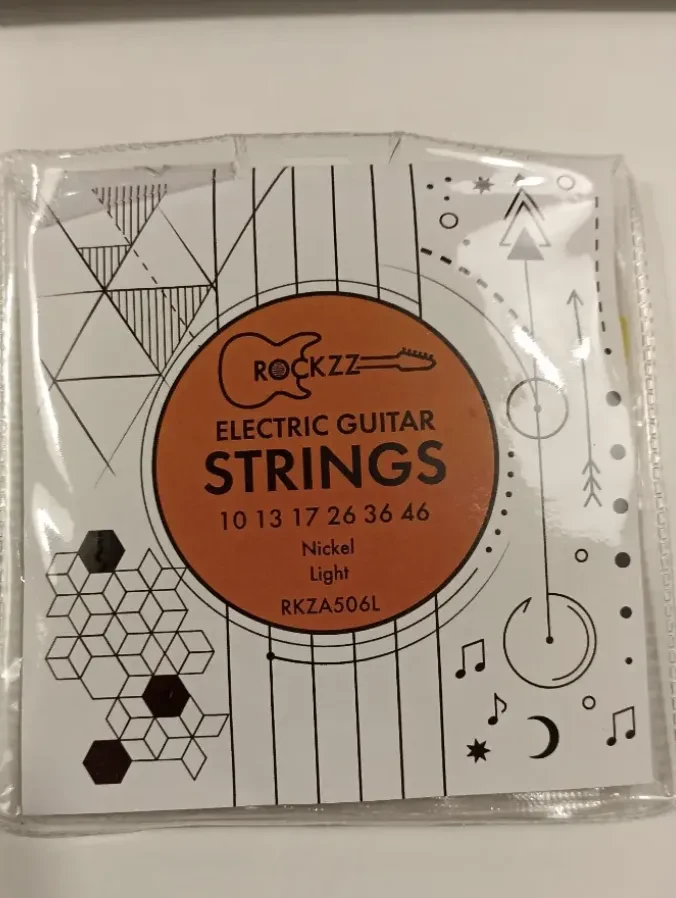 ROCKZZ
ELECTRIC GUITAR
STRINGS
10 13 17 26 36 46
Nickel
Light
RKZA506L